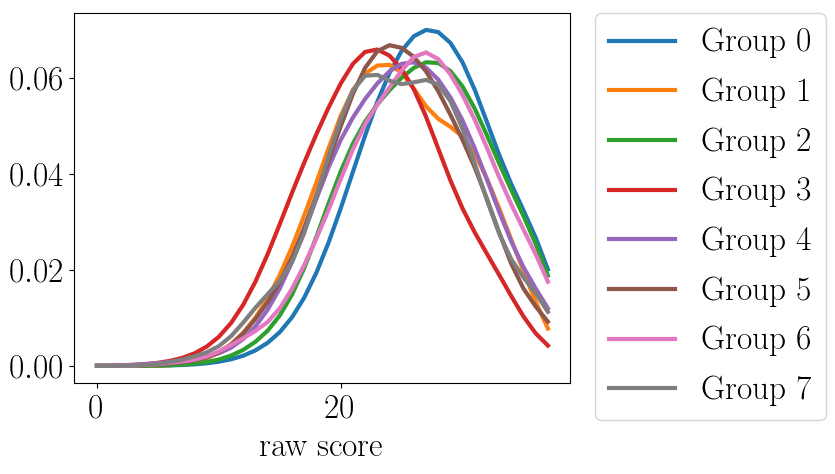 0.06
0.04
0.02
0.00
0
20
raw score
Group 0
Group 1
Group 2
Group 3
Group 4
Group 5
Group 6
Group 7